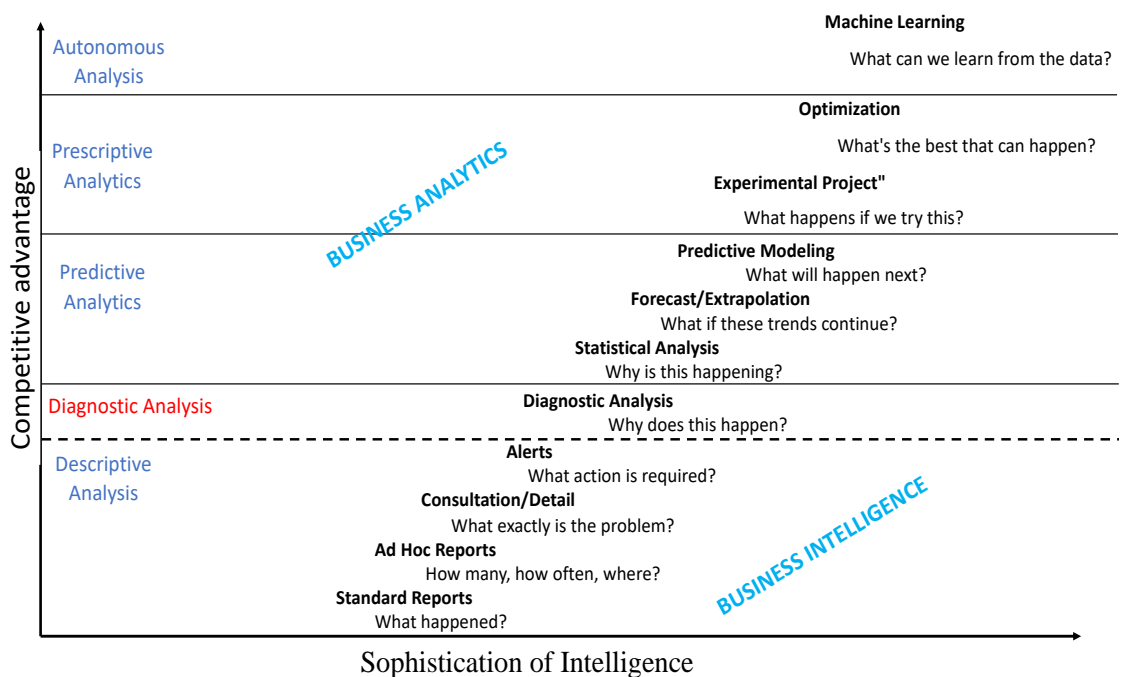 Machine Learning
Autonomous
Analysis
What can we learn from the data?
Optimization
What's the best that can happen?
Prescriptive
Analytics
Experimental Project"
What happens if we try this?
BUSINESS ANALYTICS
Predictive Modeling
What will happen next?
Predictive
Analytics
Forecast/Extrapolation
What if these trends continue?
Statistical Analysis
Why is this happening?
Diagnostic Analysis
Diagnostic Analysis
Why does this happen?
Alerts
Descriptive
Analysis
What action is required?
Consultation/Detail
What exactly is the problem?
Ad Hoc Reports
How many, how often, where?
Standard Reports
What happened?
BUSINESS INTELLIGENCE
Competitive advantage
Sophistication of Intelligence